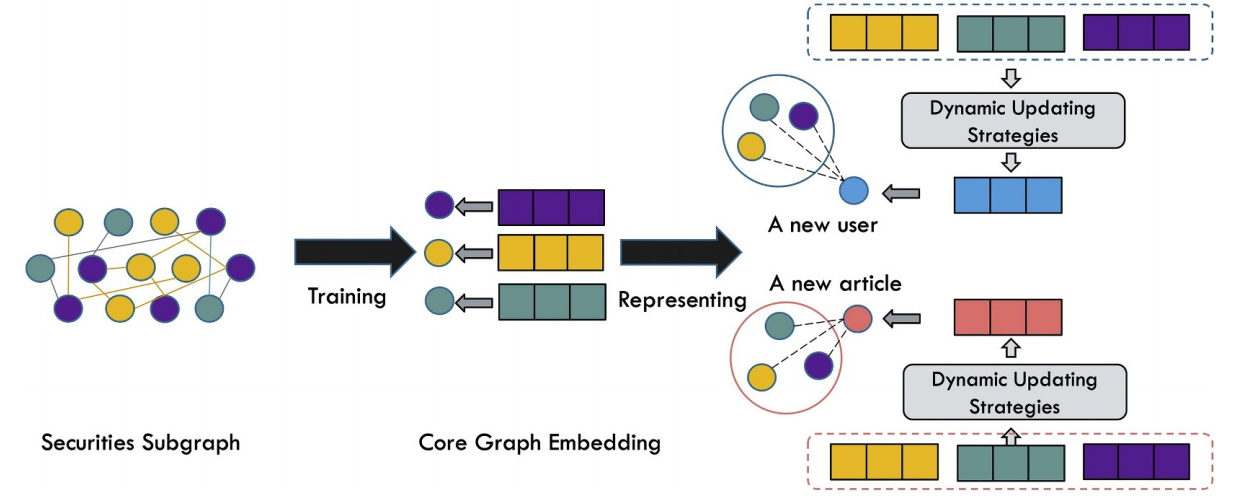 Dynamic Updating
Strategies
A new user
A new article
Training
Representing
Dynamic Updating
Strategies
Securities Subgraph
Core Graph Embedding